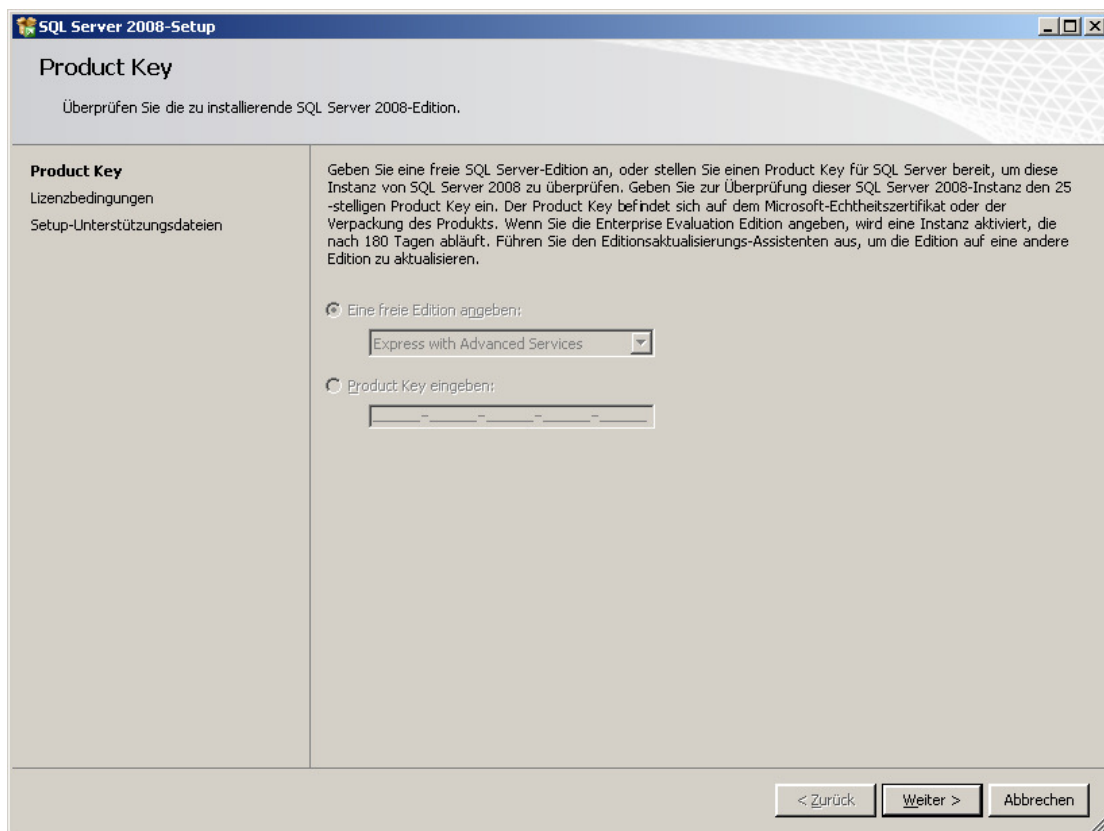 SQL Server 2008-Setup
Product Key
Überprüfen Sie die zu installierende SQL Server 2008-Edition.
Product Key
Lizenzbedingungen
Setup-Unterstützungsdateien
Geben Sie eine freie SQL Server-Edition an, oder stellen Sie einen Product Key für SQL Server bereit, um diese
Instanz von SQL Server 2008 zu überprüfen. Geben Sie zur Überprüfung dieser SQL Server 2008-Instanz den 25
-stelligen Product Key ein. Der Product Key befindet sich auf dem Microsoft-Echtheitszertifikat oder der
Verpackung des Produkts. Wenn Sie die Enterprise Evaluation Edition angeben, wird eine Instanz aktiviert, die
nach 180 Tagen abläuft. Führen Sie den Editionsaktualisierungs-Assistenten aus, um die Edition auf eine andere
Edition zu aktualisieren.
Eine freie Edition angeben:
Express with Advanced Services
Product Key eingeben:
_____-_____-_____-_____-_____
< Zurück
Weiter >
Abbrechen